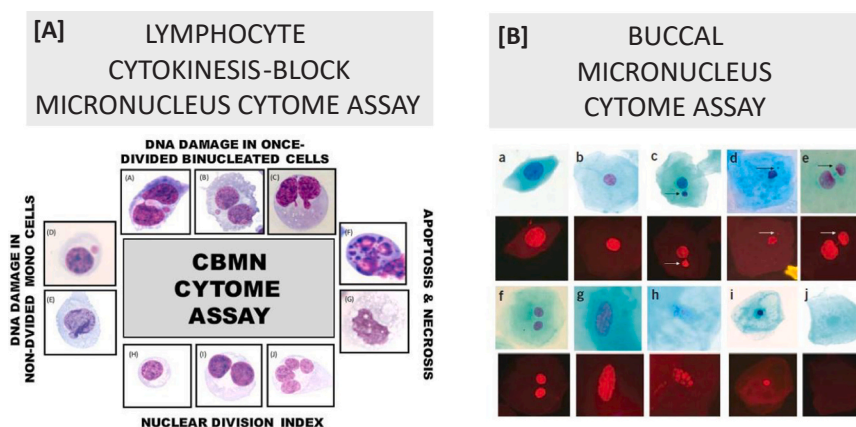 [A]
LYMPHOCYTE
CYTOKINESIS-BLOCK
MICRONUCLEUS CYTOME ASSAY
DNA DAMAGE IN ONCE-
DIVIDED BINUCLEATED CELLS
(A)
(B)
(C)
DNA DAMAGE IN
NON-DVIDED MONO CELLS
(D)
(E)
CBMN
CYTOME
ASSAY
(F)
(G)
APOPTOSIS & NECROSIS
(H)
(I)
(J)
NUCLEAR DIVISION INDEX
[B]
BUCCAL
MICRONUCLEUS
CYTOME ASSAY
a
b
c
d
e
f
g
h
i
j